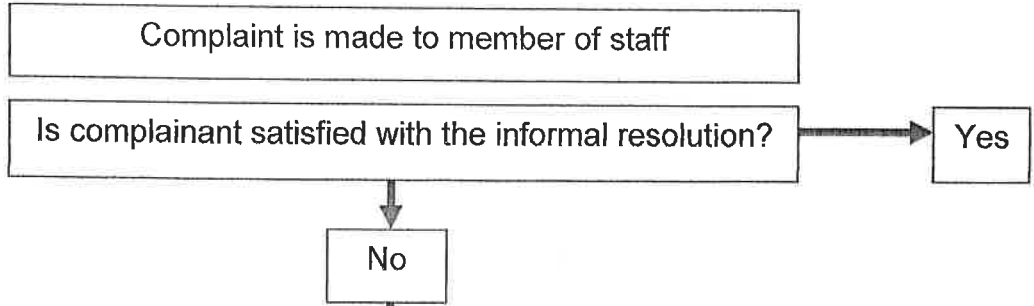 Complaint is made to member of staff
Is complainant satisfied with the informal resolution?
Yes
No